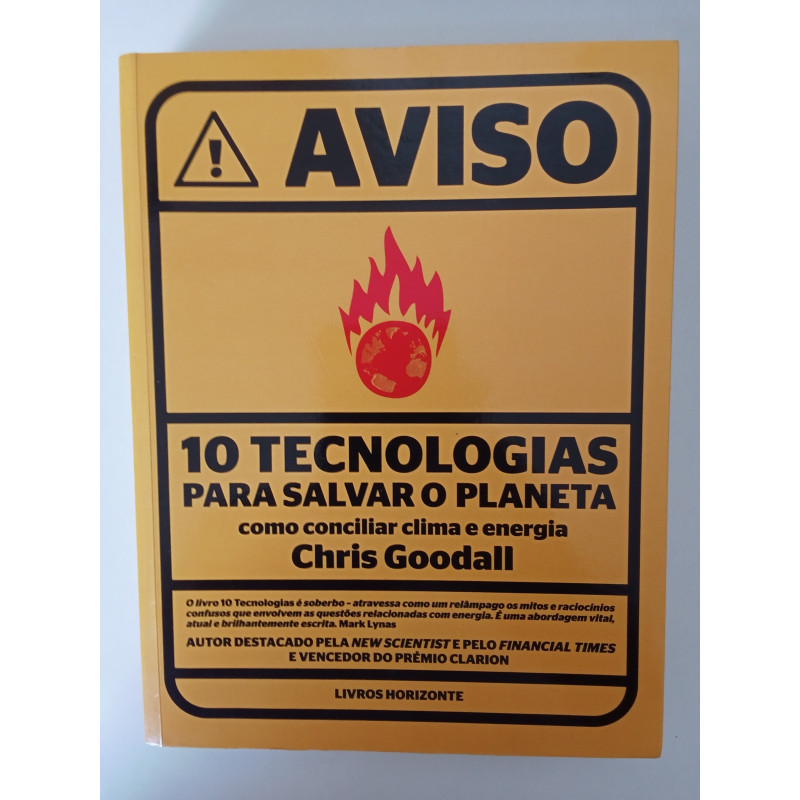 ! AVISO
10 TECNOLOGIAS
PARA SALVAR O PLANETA
como conciliar clima e energia
Chris Goodall
O livro 10 Tecnologias é soberbo – atravessa como um relâmpago os mitos e raciocínios
confusos que envolvem as questões relacionadas com energia. É uma abordagem vital,
atual e brilhantemente escrita. Mark Lynas
AUTOR DESTACADO PELA NEW SCIENTIST E PELO FINANCIAL TIMES
E VENCEDOR DO PRÉMIO CLARION
LIVROS HORIZONTE